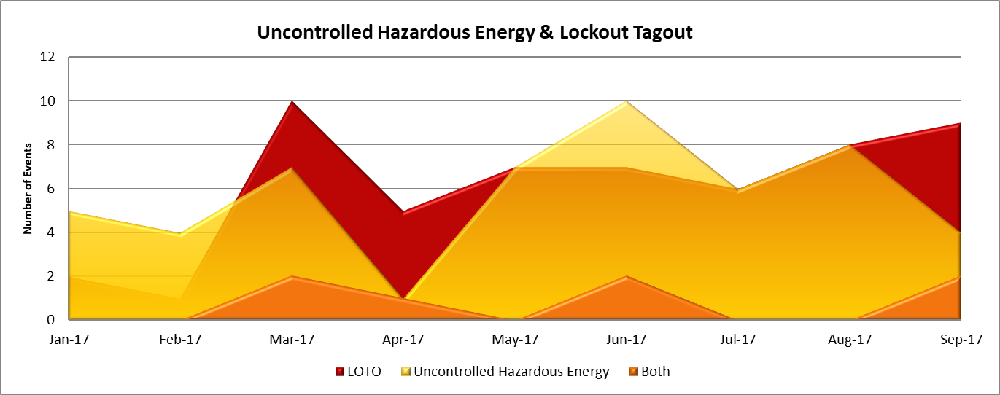 Uncontrolled Hazardous Energy & Lockout Tagout
Number of Events
12
10
8
6
4
2
0
Jan-17 Feb-17 Mar-17 Apr-17 May-17 Jun-17 Jul-17 Aug-17 Sep-17
LOTO Uncontrolled Hazardous Energy Both